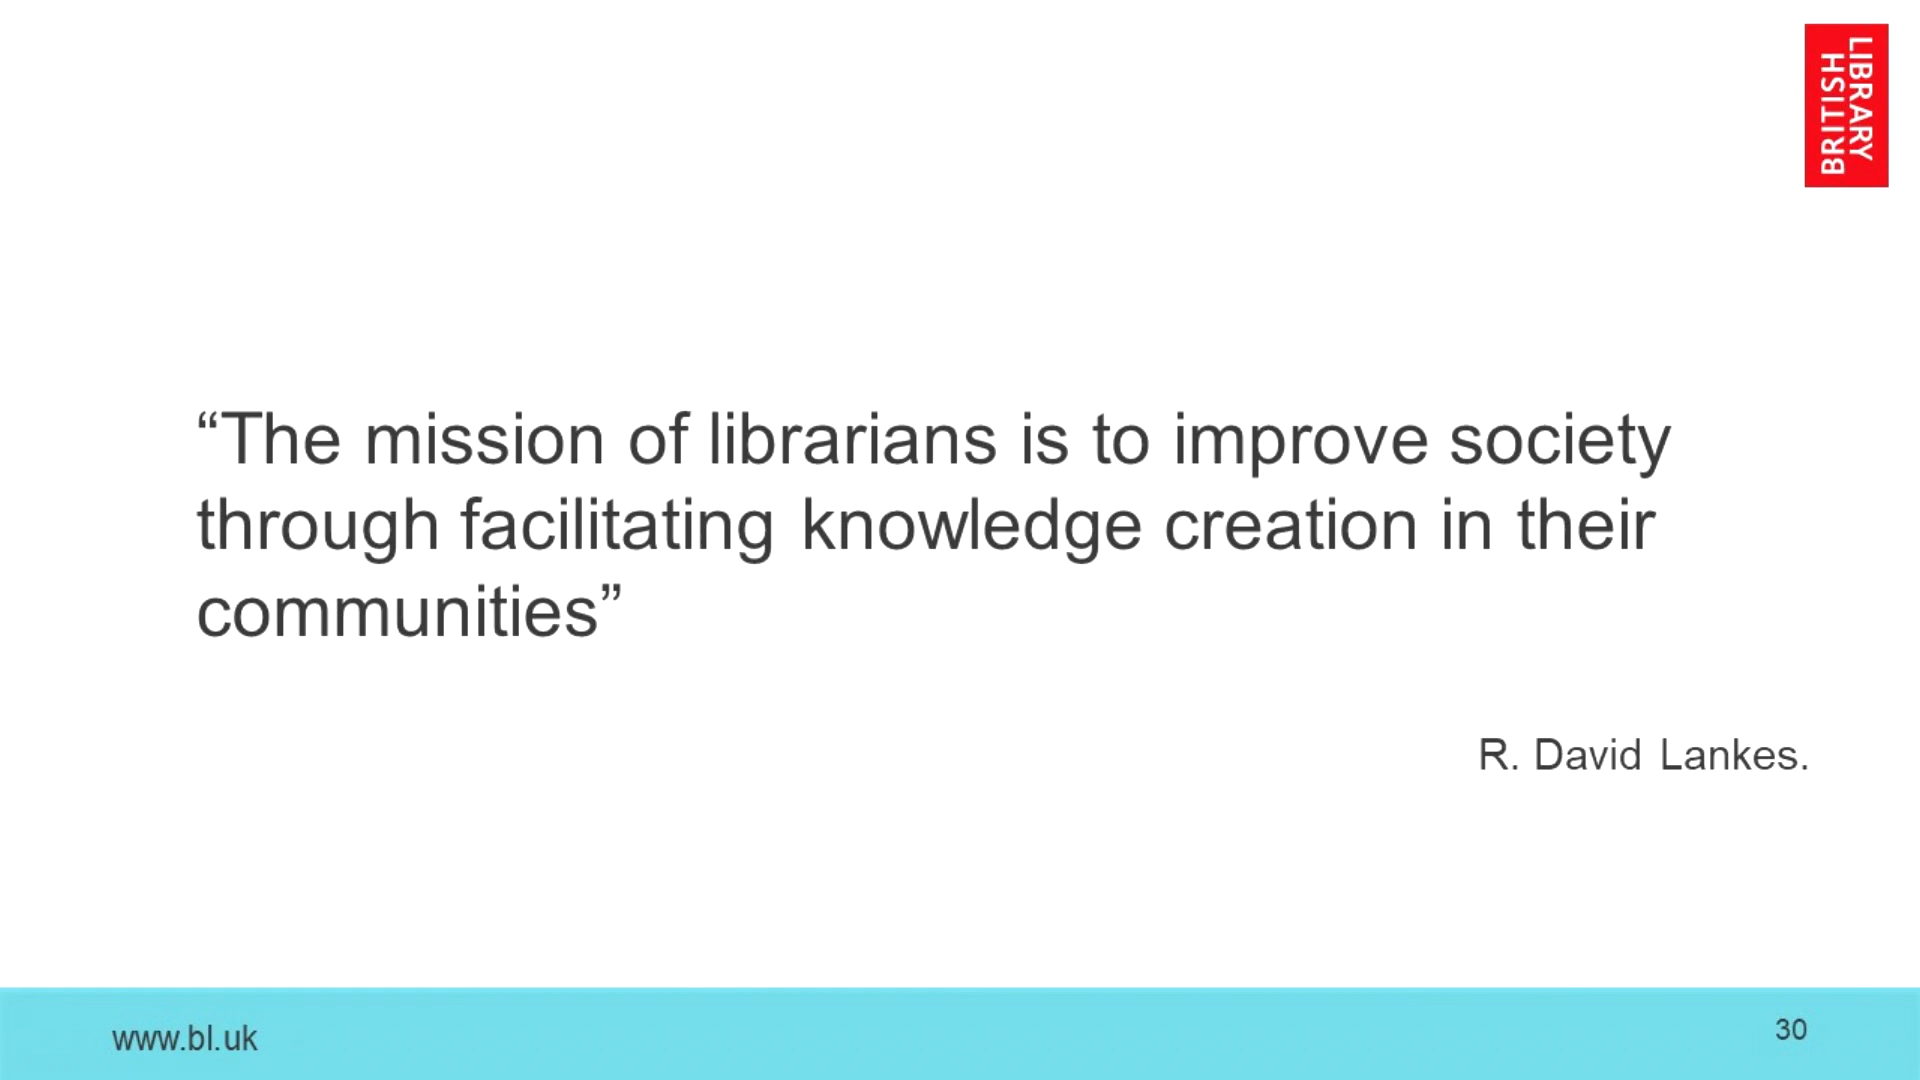 LIBRARY
BRITISH
“The mission of librarians is to improve society
through facilitating knowledge creation in their
communities”
R. David Lankes.
www.bl.uk
30